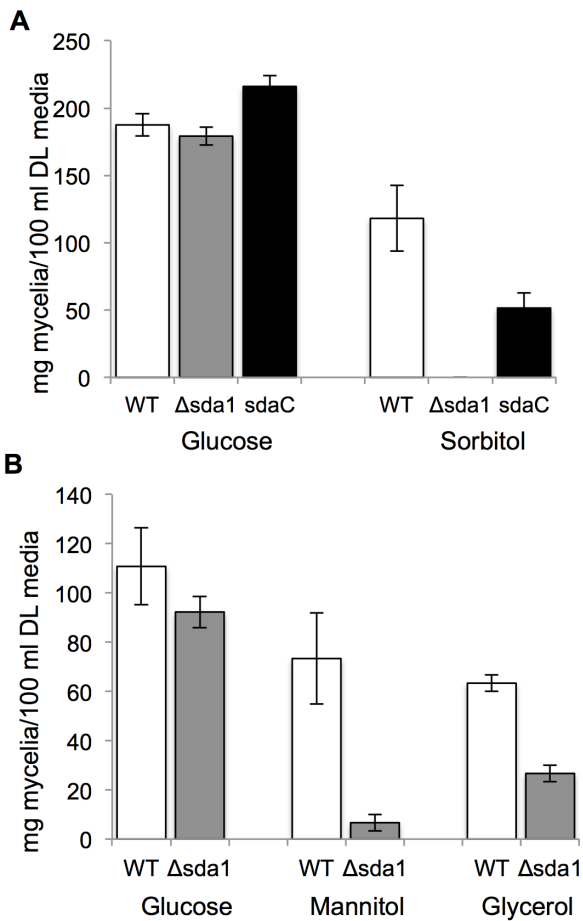 A
mg mycelia/100 ml DL media
250
200
150
100
50
0
WT Δsda1 sdaC WT Δsda1 sdaC
Glucose Sorbitol
B
mg mycelia/100 ml DL media
140
120
100
80
60
40
20
0
WT Δsda1 WT Δsda1 WT Δsda1
Glucose Mannitol Glycerol